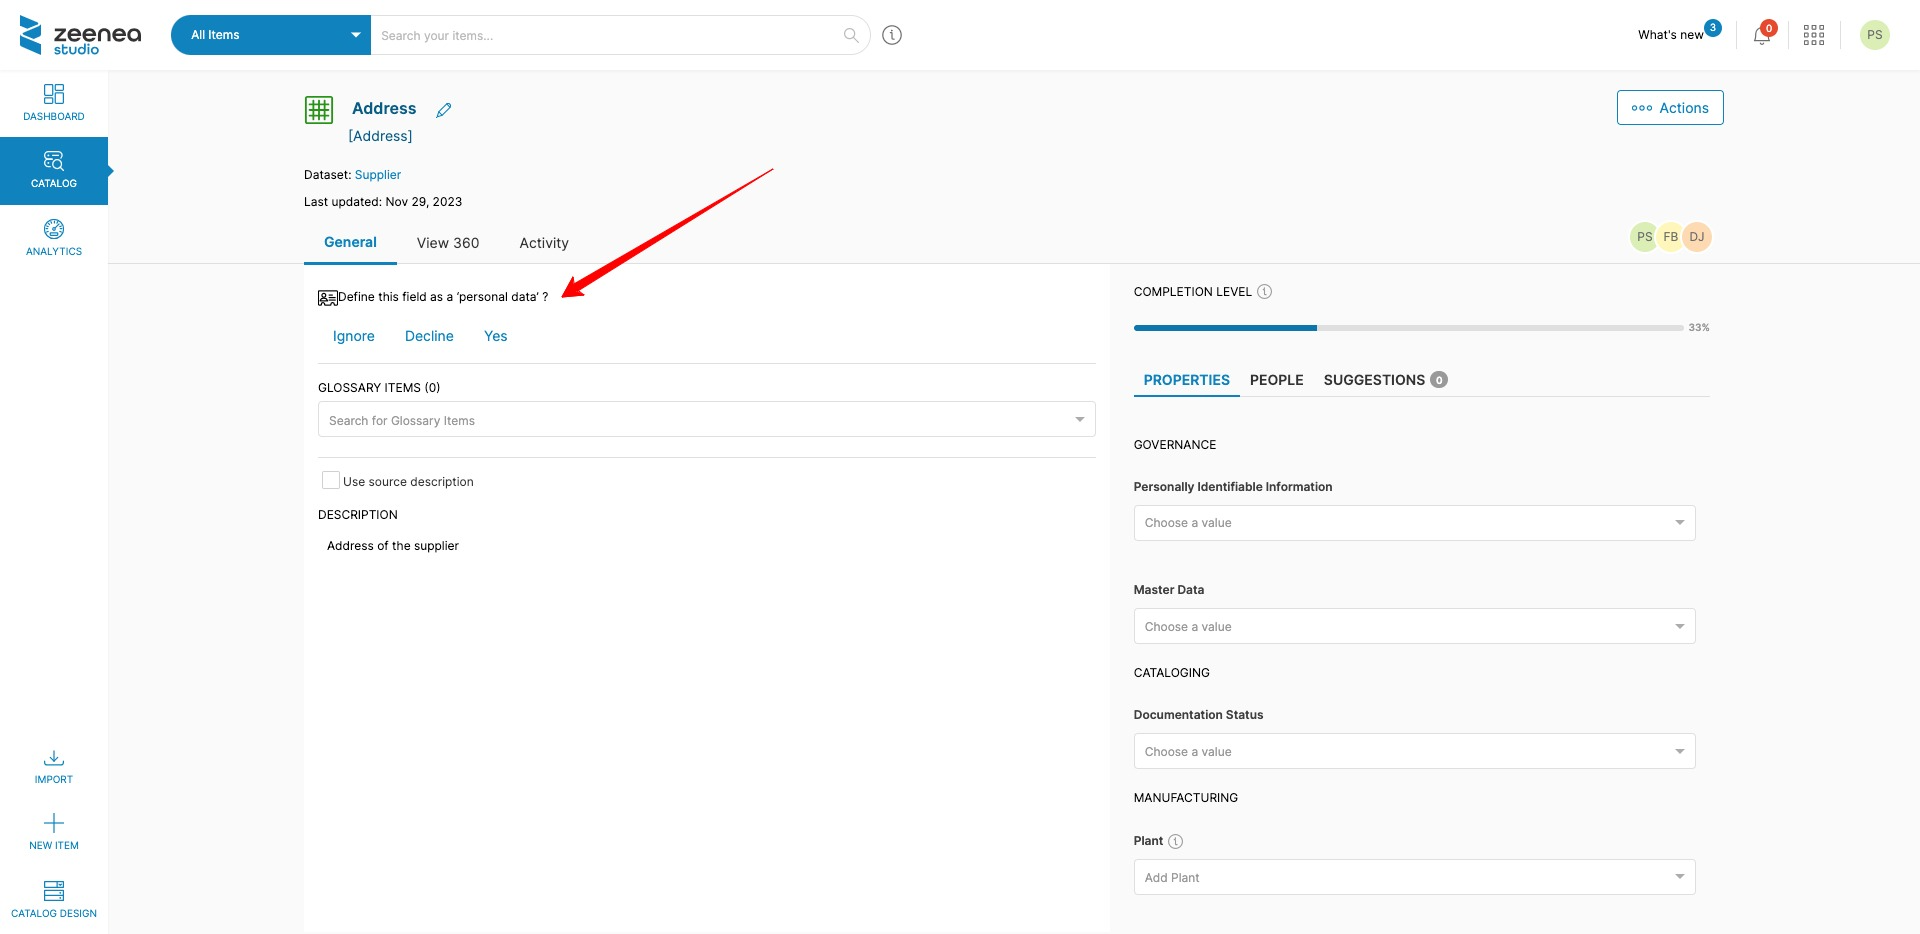 zeenea
studio
All Items
Search your items...
What's new 3
0
PS
DASHBOARD
CATALOG
ANALYTICS
IMPORT
NEW ITEM
CATALOG DESIGN
Address
[Address]
Actions
Dataset: Supplier
Last updated: Nov 29, 2023
General View 360 Activity
PS FB DJ
Define this field as a ‘personal data’ ?
Ignore Decline Yes
GLOSSARY ITEMS (0)
Search for Glossary Items
Use source description
DESCRIPTION
Address of the supplier
COMPLETION LEVEL
33%
PROPERTIES PEOPLE SUGGESTIONS 0
GOVERNANCE
Personally Identifiable Information
Choose a value
Master Data
Choose a value
CATALOGING
Documentation Status
Choose a value
MANUFACTURING
Plant
Add Plant